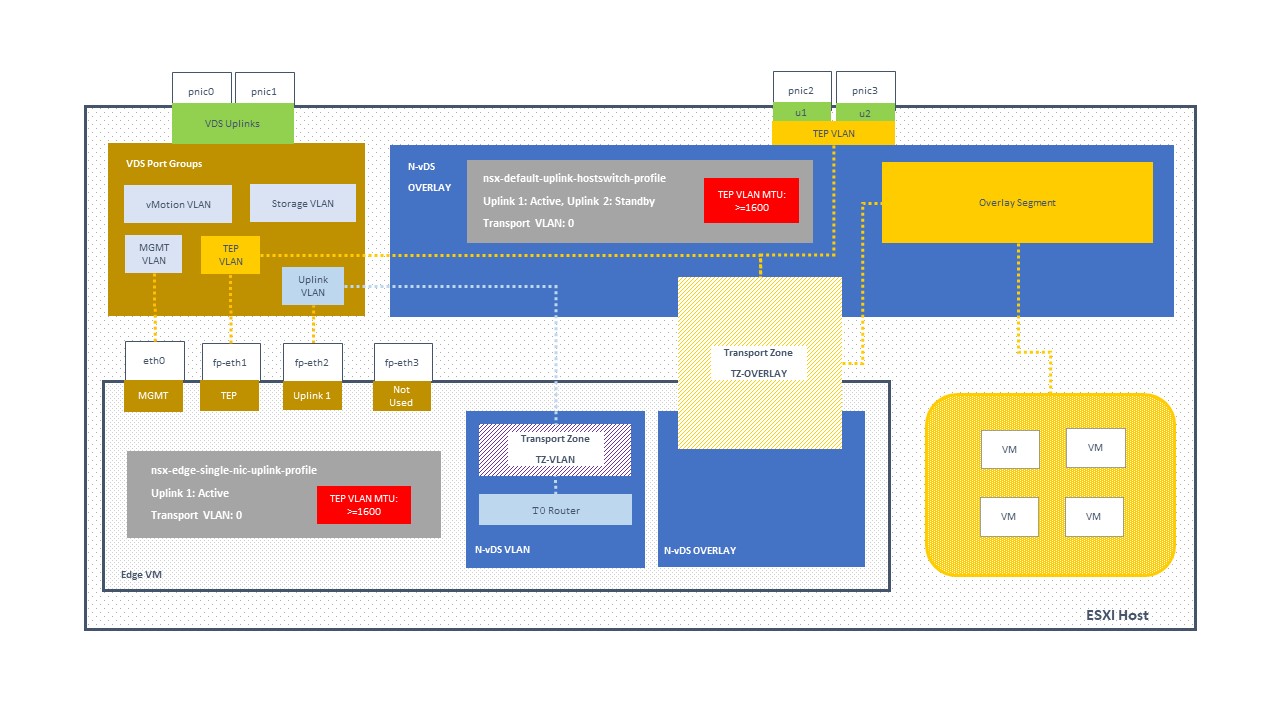 pnic0
pnic1
pnic2
pnic3
VDS Uplinks
u1
u2
TEP VLAN
VDS Port Groups
vMotion VLAN
Storage VLAN
MGMT
VLAN
TEP
VLAN
Uplink
VLAN
N-vDS
OVERLAY
nsx-default-uplink-hostswitch-profile
Uplink 1: Active, Uplink 2: Standby
Transport VLAN: 0
TEP VLAN MTU:
>=1600
Overlay Segment
eth0
fp-eth1
fp-eth2
fp-eth3
MGMT
TEP
Uplink 1
Not
Used
Transport Zone
TZ-OVERLAY
nsx-edge-single-nic-uplink-profile
Uplink 1: Active
Transport VLAN: 0
TEP VLAN MTU:
>=1600
Transport Zone
TZ-VLAN
T0 Router
N-vDS VLAN
N-vDS OVERLAY
VM
VM
VM
VM
Edge VM
ESXI Host